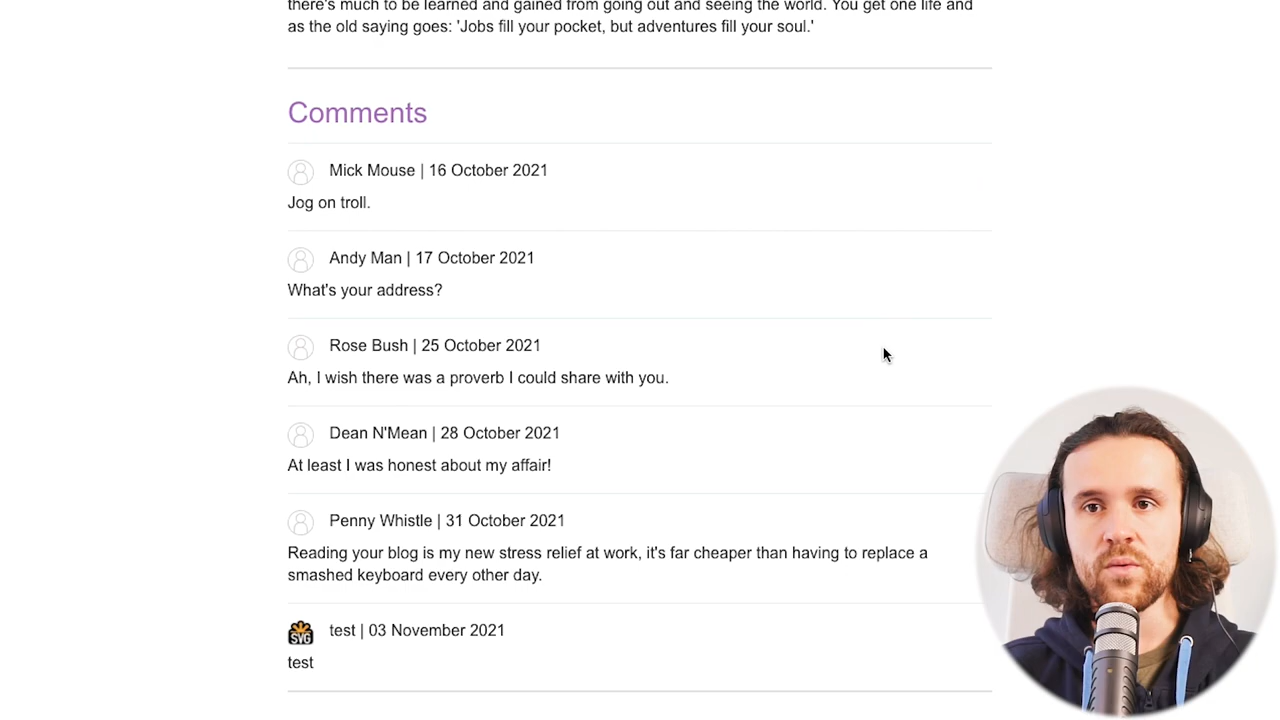 there's much to be learned and gained from going out and seeing the world. You get one life and
as the old saying goes: 'Jobs fill your pocket, but adventures fill your soul.'
Comments
Mick Mouse | 16 October 2021
Jog on troll.
Andy Man | 17 October 2021
What's your address?
Rose Bush | 25 October 2021
Ah, I wish there was a proverb I could share with you.
Dean N'Mean | 28 October 2021
At least I was honest about my affair!
Penny Whistle | 31 October 2021
Reading your blog is my new stress relief at work, it's far cheaper than having to replace a
smashed keyboard every other day.
SVG
test | 03 November 2021
test